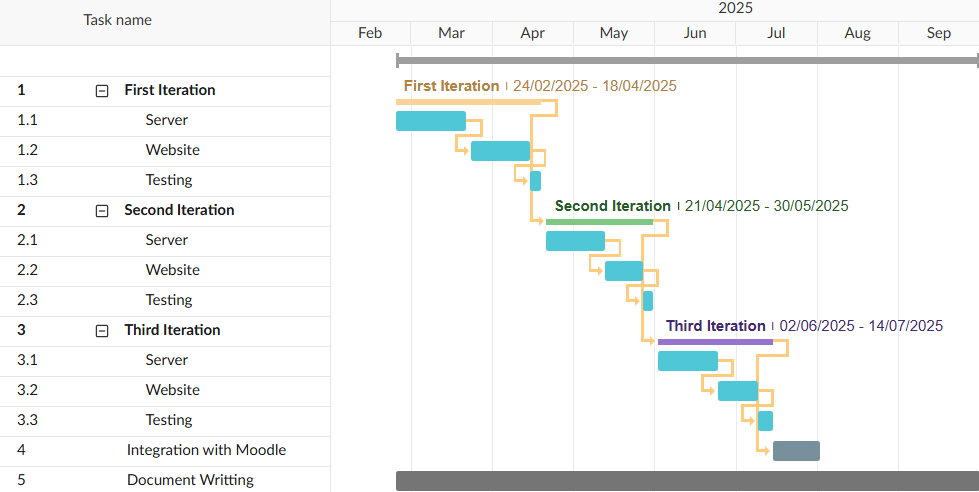 Task name
2025
Feb Mar Apr May Jun Jul Aug Sep
1 First Iteration
First Iteration 24/02/2025 - 18/04/2025
1.1 Server
1.2 Website
1.3 Testing
2 Second Iteration
Second Iteration 21/04/2025 - 30/05/2025
2.1 Server
2.2 Website
2.3 Testing
3 Third Iteration
Third Iteration 02/06/2025 - 14/07/2025
3.1 Server
3.2 Website
3.3 Testing
4 Integration with Moodle
5 Document Writting